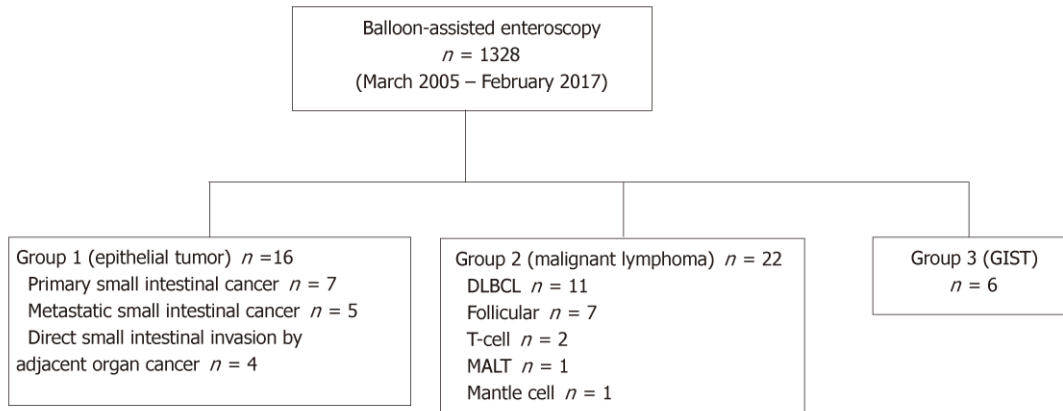 Balloon-assisted enteroscopy
n = 1328
(March 2005 – February 2017)
Group 1 (epithelial tumor) n =16
Primary small intestinal cancer n = 7
Metastatic small intestinal cancer n = 5
Direct small intestinal invasion by
adjacent organ cancer n = 4
Group 2 (malignant lymphoma) n = 22
DLBCL n = 11
Follicular n = 7
T-cell n = 2
MALT n = 1
Mantle cell n = 1
Group 3 (GIST)
n = 6